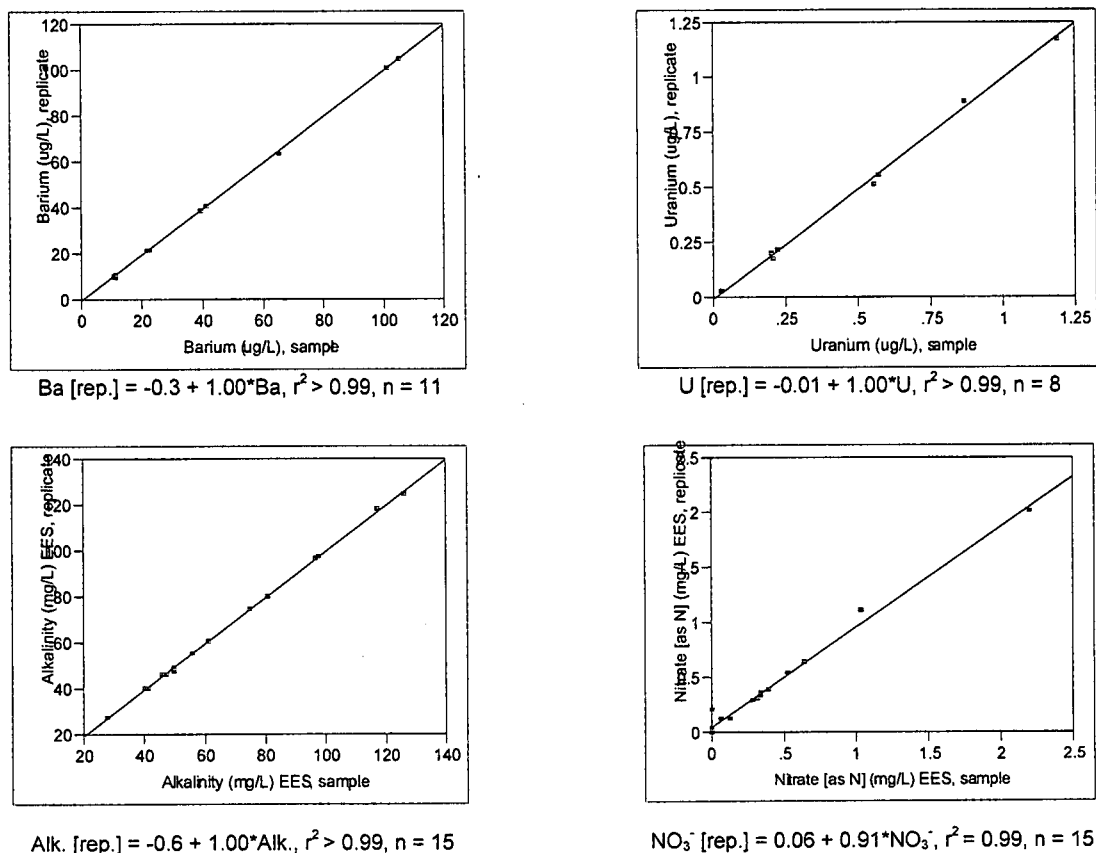 120
100
80
60
40
20
0
Barium (ug/L), replicate
0 20 40 60 80 100 120
Barium (µg/L), sample
Ba [rep.] = -0.3 + 1.00*Ba, r² > 0.99, n = 11
1.25
1
0.75
0.5
0.25
0
Uranium (ug/L), replicate
0 .25 .5 .75 1 1.25
Uranium (ug/L), sample
U [rep.] = -0.01 + 1.00*U, r² > 0.99, n = 8
140
120
100
80
60
40
20
Alkalinity (mg/L) EES, replicate
20 40 60 80 100 120 140
Alkalinity (mg/L) EES, sample
Alk. [rep.] = -0.6 + 1.00*Alk., r² > 0.99, n = 15
2.5
2
1.5
1
.5
0
Nitrate [as N] (mg/L) EES, replicate
0 .5 1 1.5 2 2.5
Nitrate [as N] (mg/L) EES, sample
NO₃⁻ [rep.] = 0.06 + 0.91*NO₃⁻, r² = 0.99, n = 15